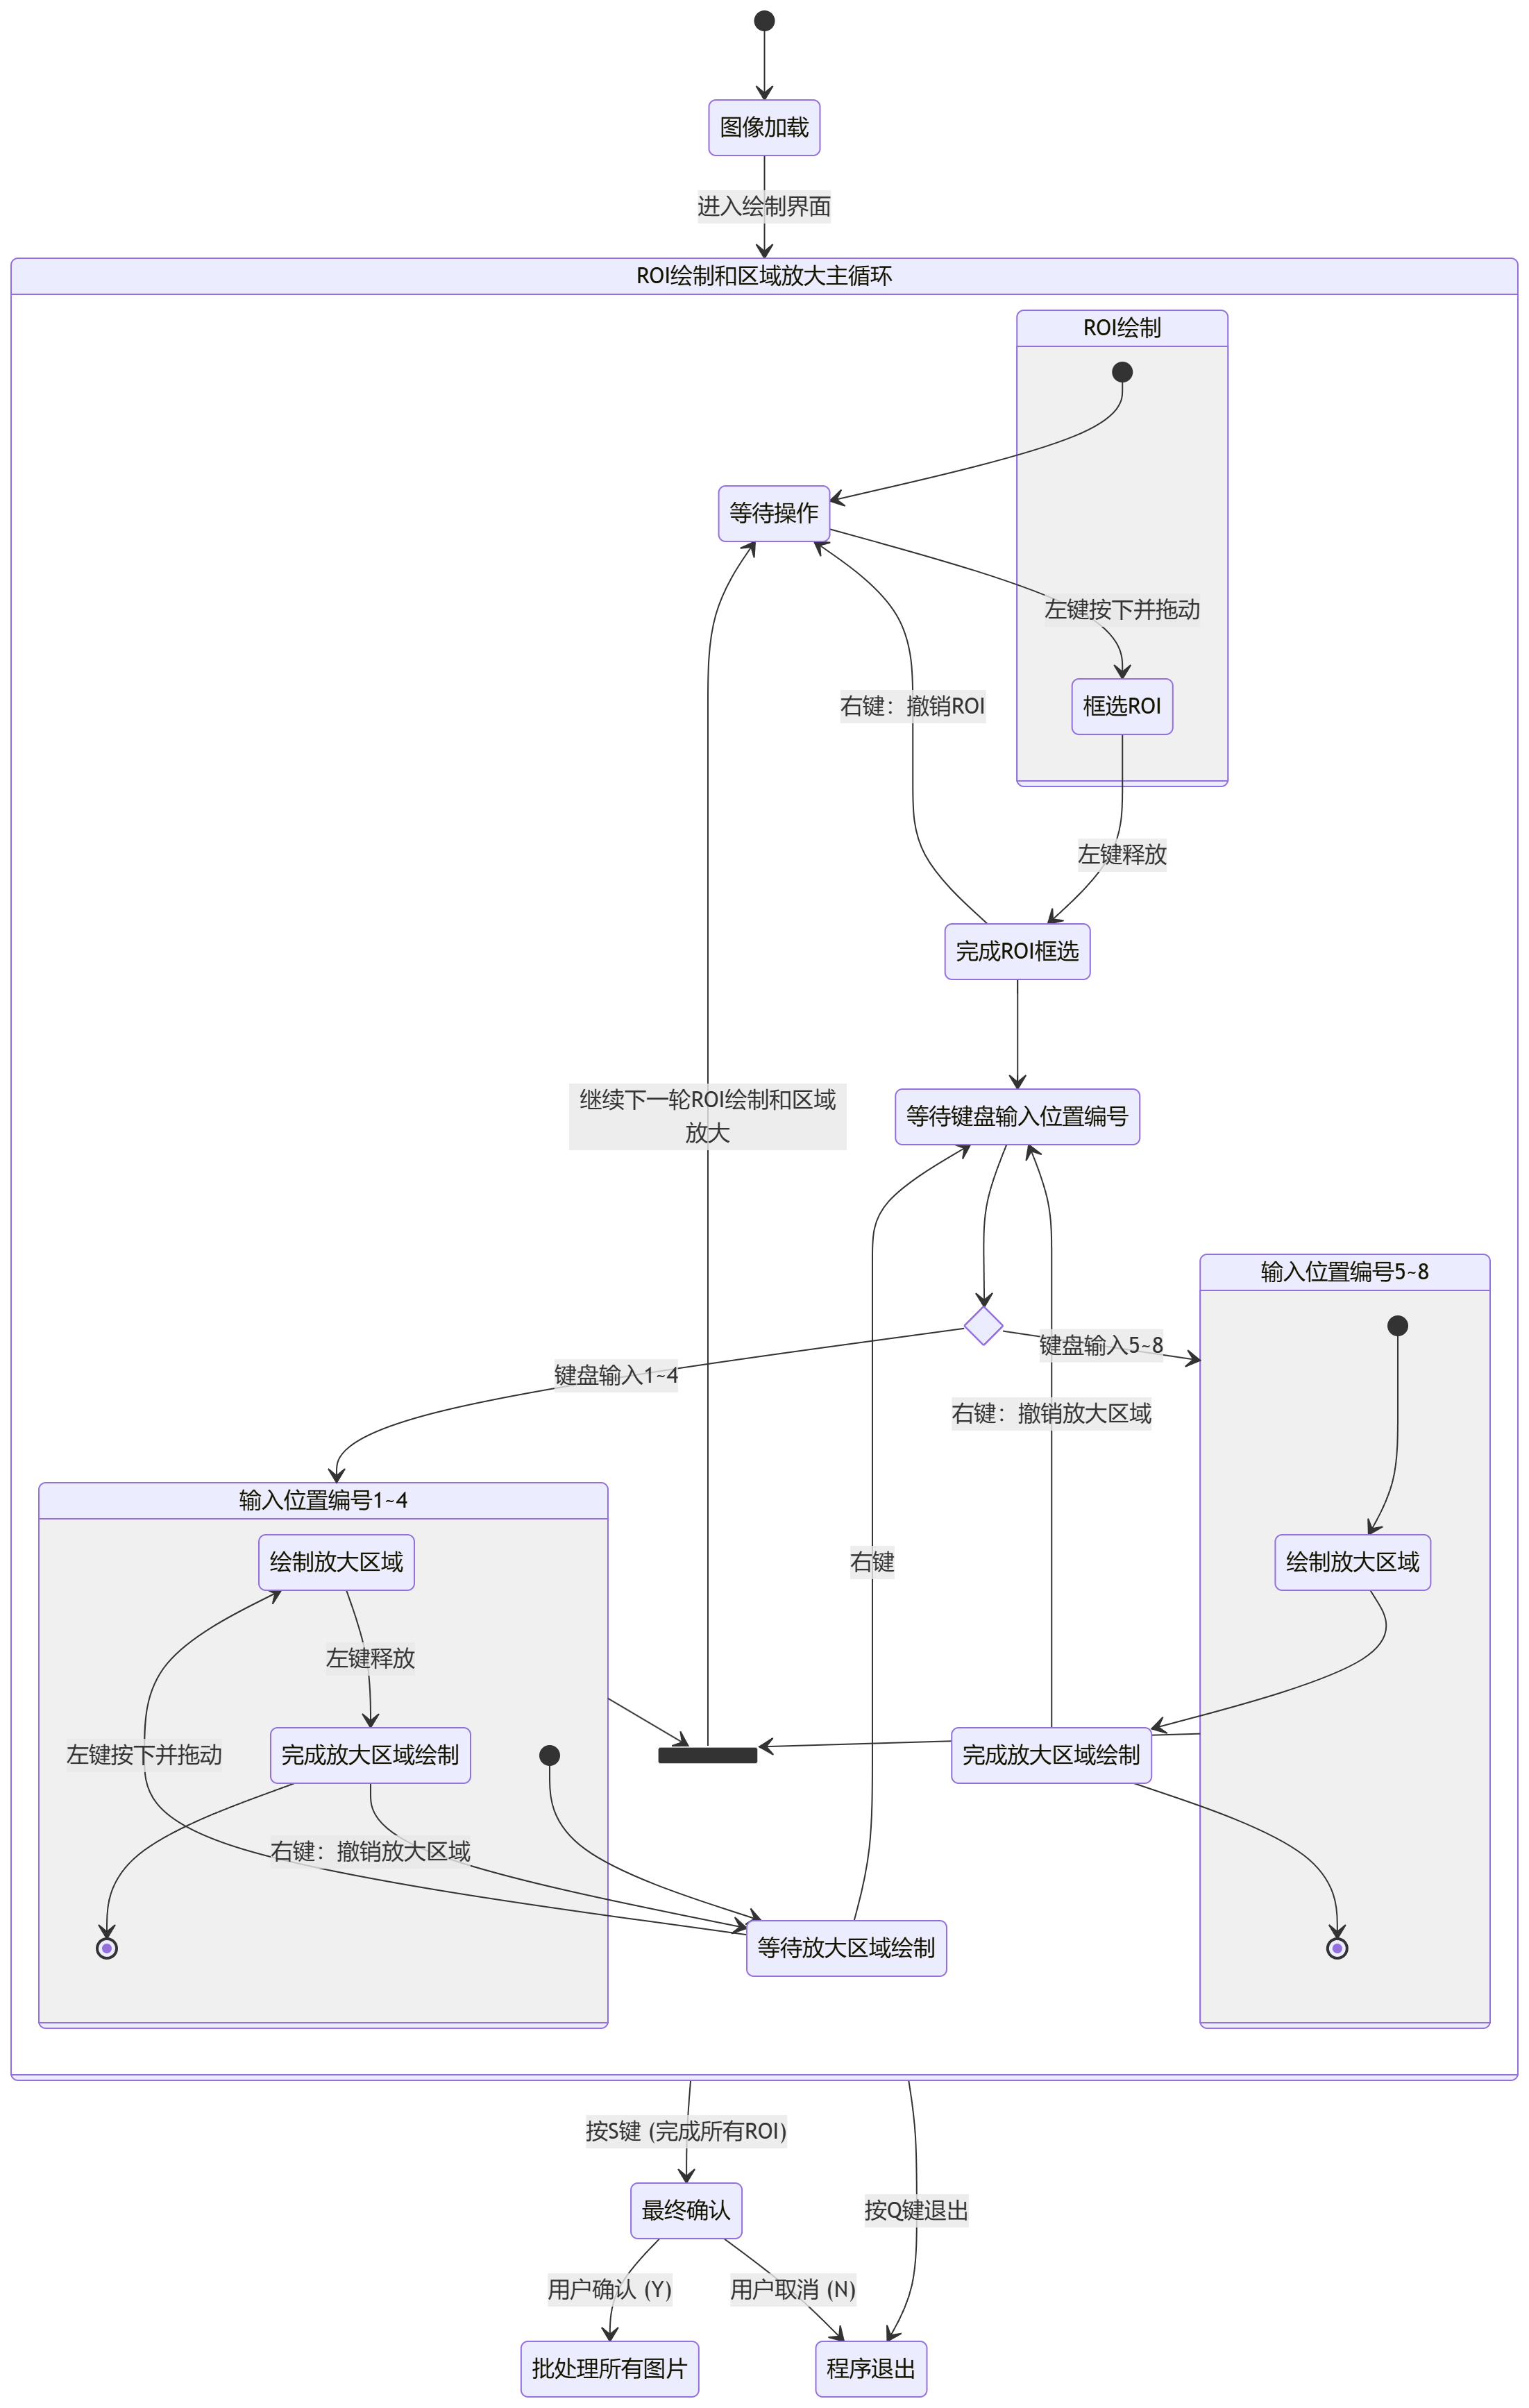 图像加载
进入绘制界面
ROI绘制和区域放大主循环
ROI绘制
等待操作
左键按下并拖动
框选ROI
右键：撤销ROI
左键释放
完成ROI框选
继续下一轮ROI绘制和区域
放大
等待键盘输入位置编号
输入位置编号5~8
键盘输入5~8
键盘输入1~4
右键：撤销放大区域
输入位置编号1~4
绘制放大区域
右键
绘制放大区域
左键释放
左键按下并拖动
完成放大区域绘制
完成放大区域绘制
右键：撤销放大区域
等待放大区域绘制
按S键 (完成所有ROI)
最终确认
按Q键退出
用户确认 (Y)
用户取消 (N)
批处理所有图片
程序退出